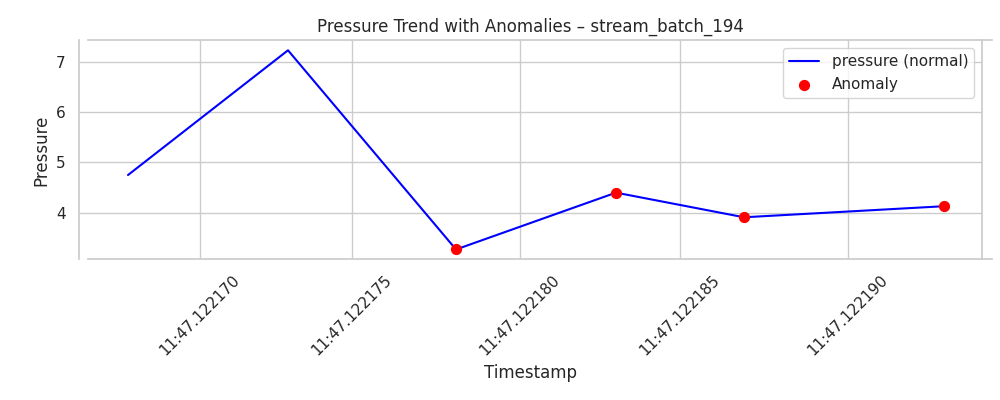 Pressure Trend with Anomalies – stream_batch_194
pressure (normal)
Anomaly
Pressure
7
6
5
4
11:47.122170
11:47.122175
11:47.122180
11:47.122185
11:47.122190
Timestamp